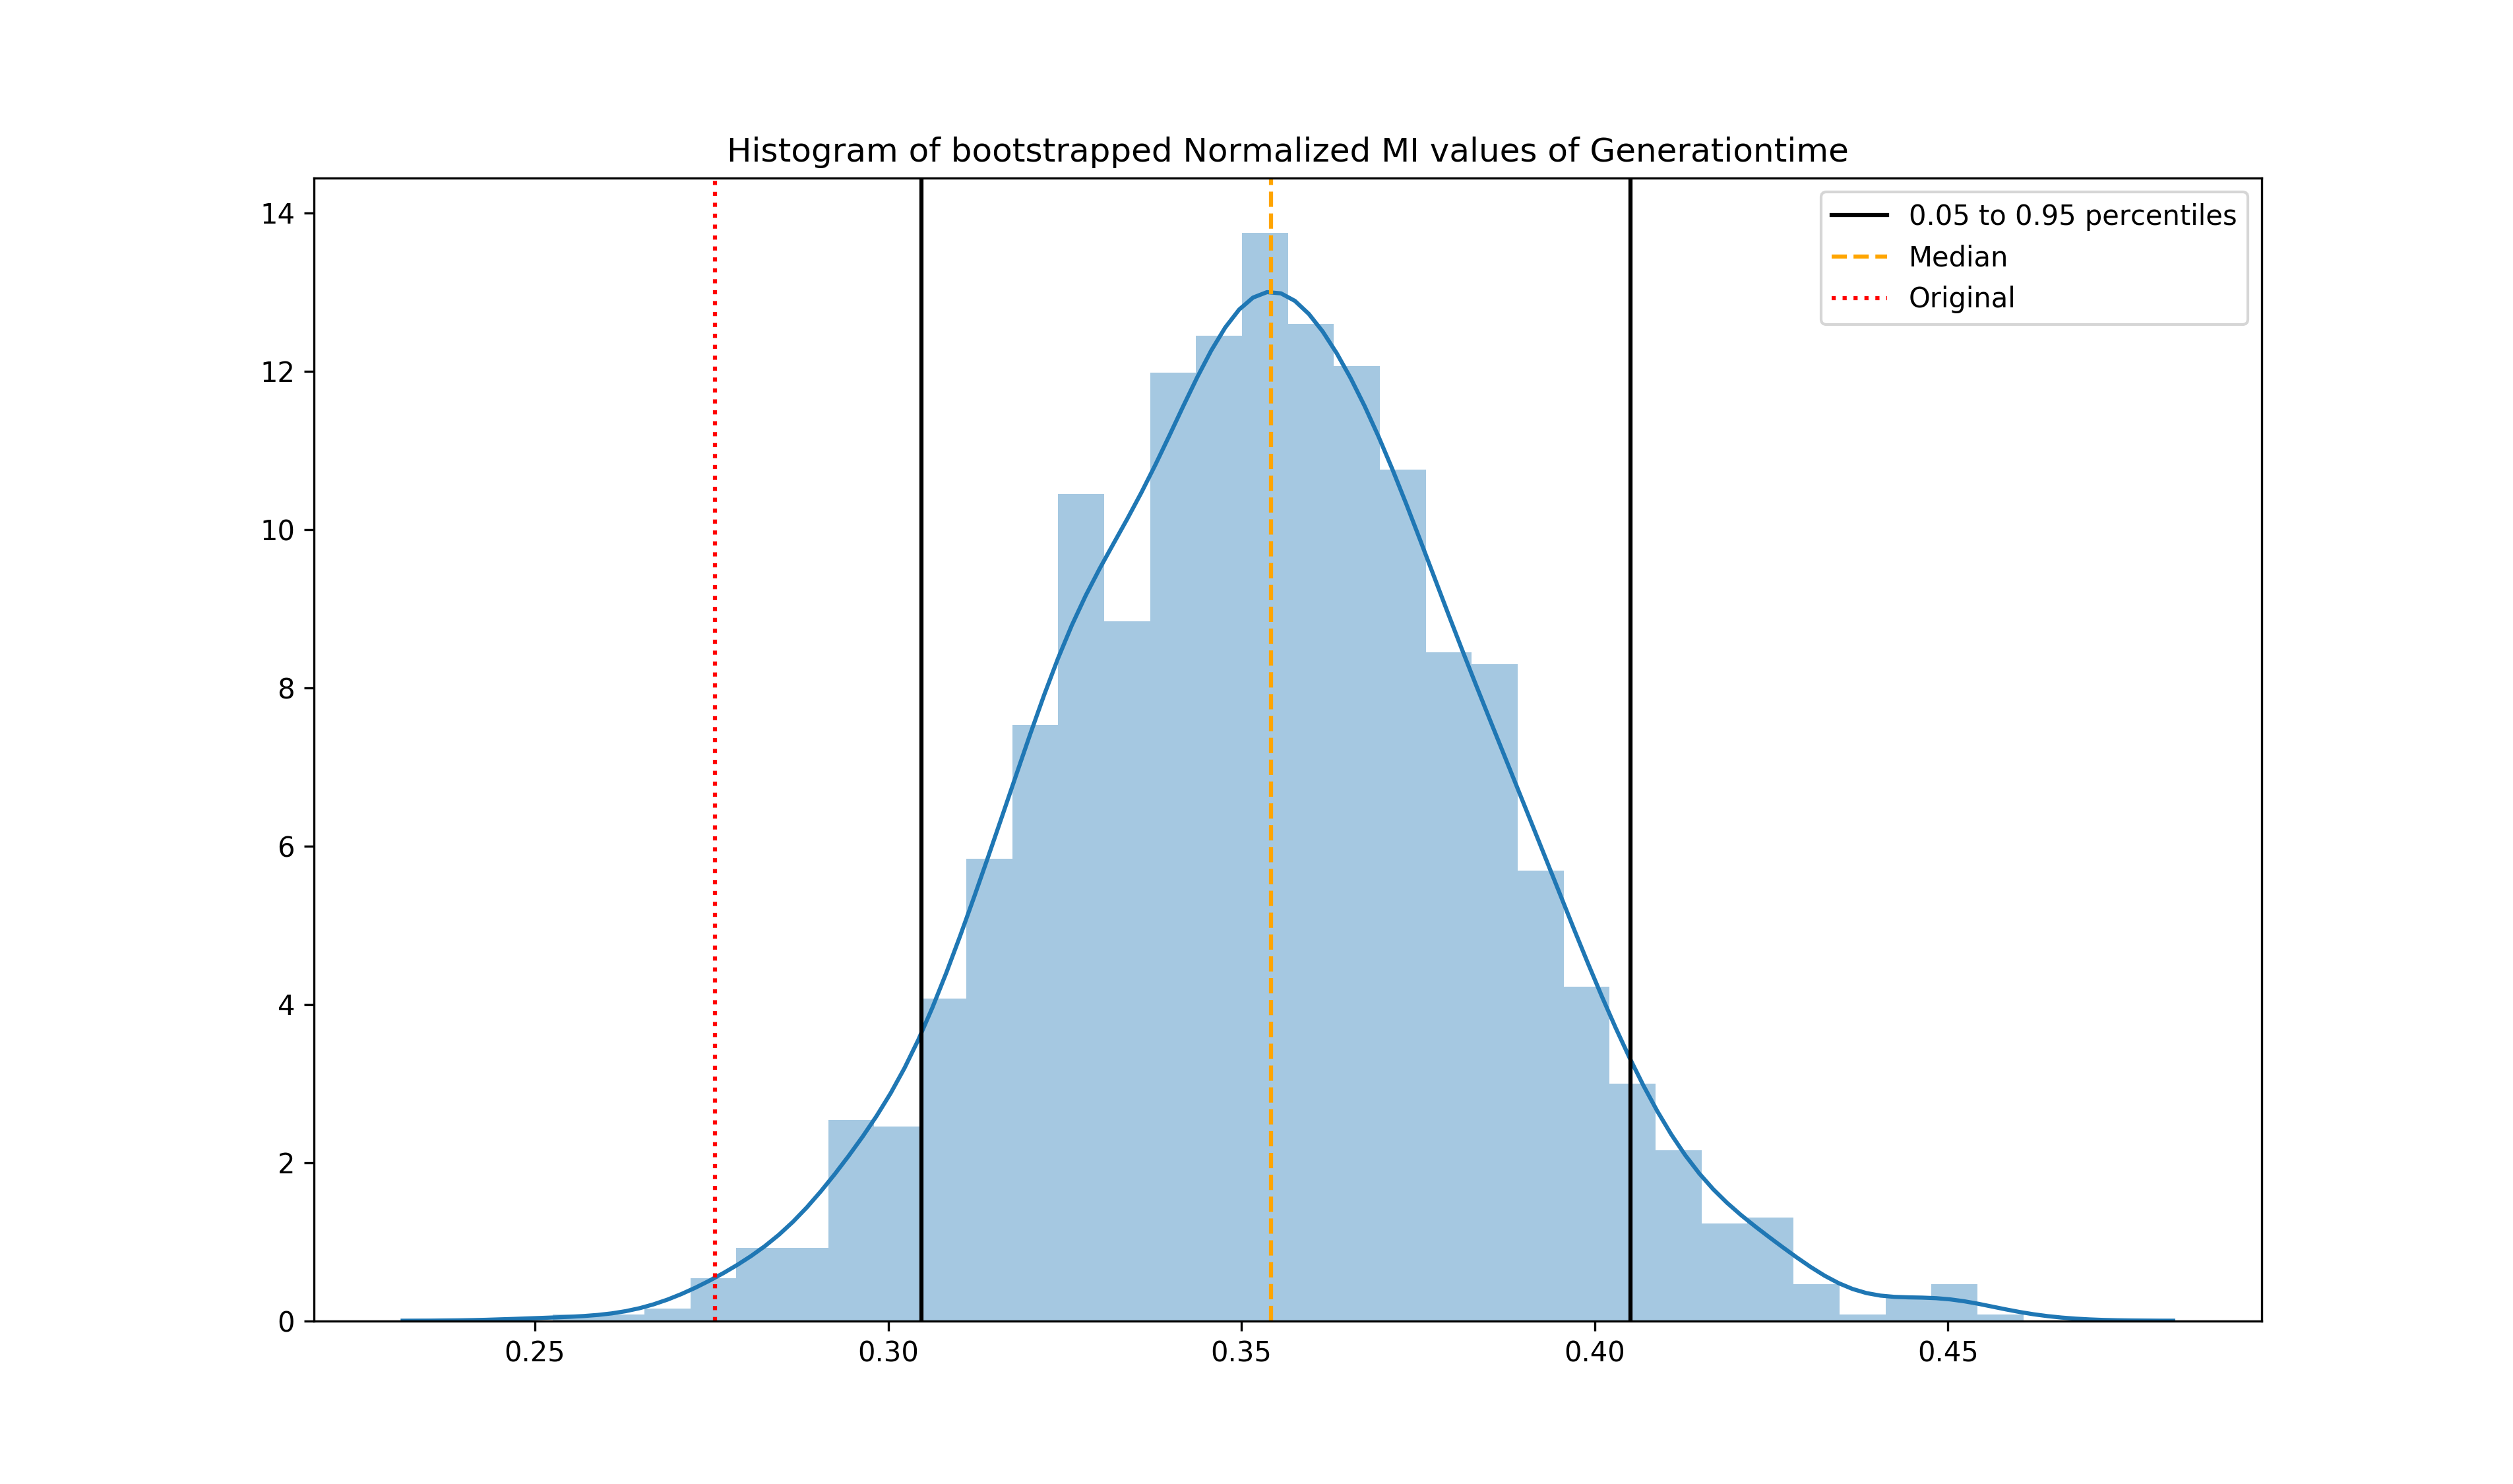 Histogram of bootstrapped Normalized MI values of Generationtime
14
12
10
8
6
4
2
0
0.05 to 0.95 percentiles
Median
Original
0.25 0.30 0.35 0.40 0.45